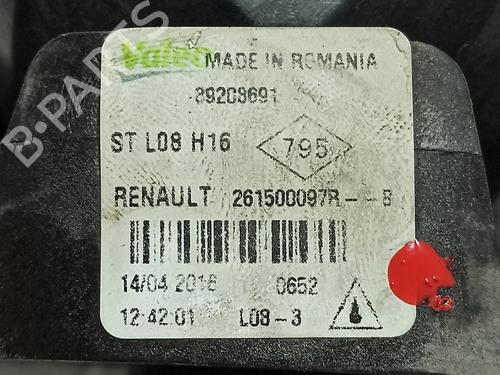 Valeo MADE IN ROMANIA
89208691
ST L08 H16 795
RENAULT 261500097R--B
14/04 2016 0652
12:42:01 L08-3
B-PARTS